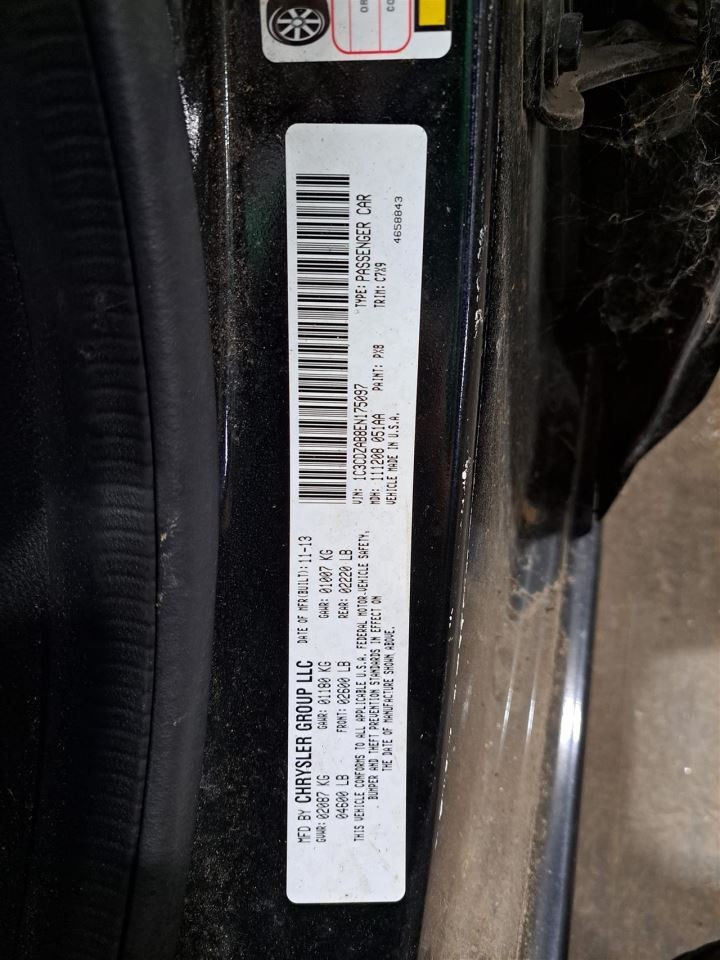 MFD BY CHRYSLER GROUP LLC DATE OF MFR(BUILT): 11-13
GVWR: 02087 KG GAWR: 01180 KG GAWR: 01007 KG
04600 LB FRONT: 02600 LB REAR: 02220 LB
THIS VEHICLE CONFORMS TO ALL APPLICABLE U.S.A. FEDERAL MOTOR VEHICLE SAFETY,
BUMPER AND THEFT PREVENTION STANDARDS IN EFFECT ON
THE DATE OF MANUFACTURE SHOWN ABOVE.
VIN: 1C3CDZAB8EN175097 TYPE: PASSENGER CAR
MDH: 111208 051AA PAINT: PX8 TRIM: C7X9
VEHICLE MADE IN U.S.A. 4658843